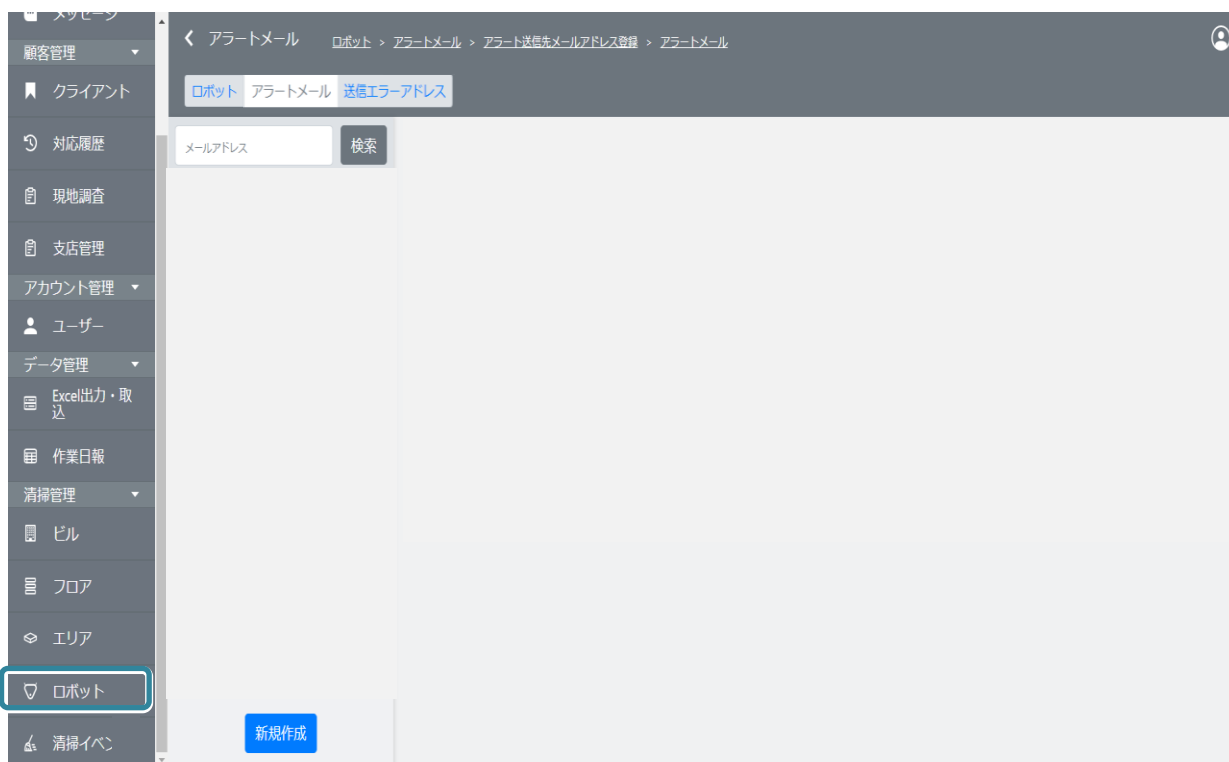 メッセージ
顧客管理
クライアント
対応履歴
現地調査
支店管理
アカウント管理
ユーザー
データ管理
Excel出力・取
込
作業日報
清掃管理
ビル
フロア
エリア
ロボット
清掃イベン
アラートメール
ロボット > アラートメール > アラート送信先メールアドレス登録 > アラートメール
ロボット アラートメール 送信エラーアドレス
メールアドレス 検索
新規作成